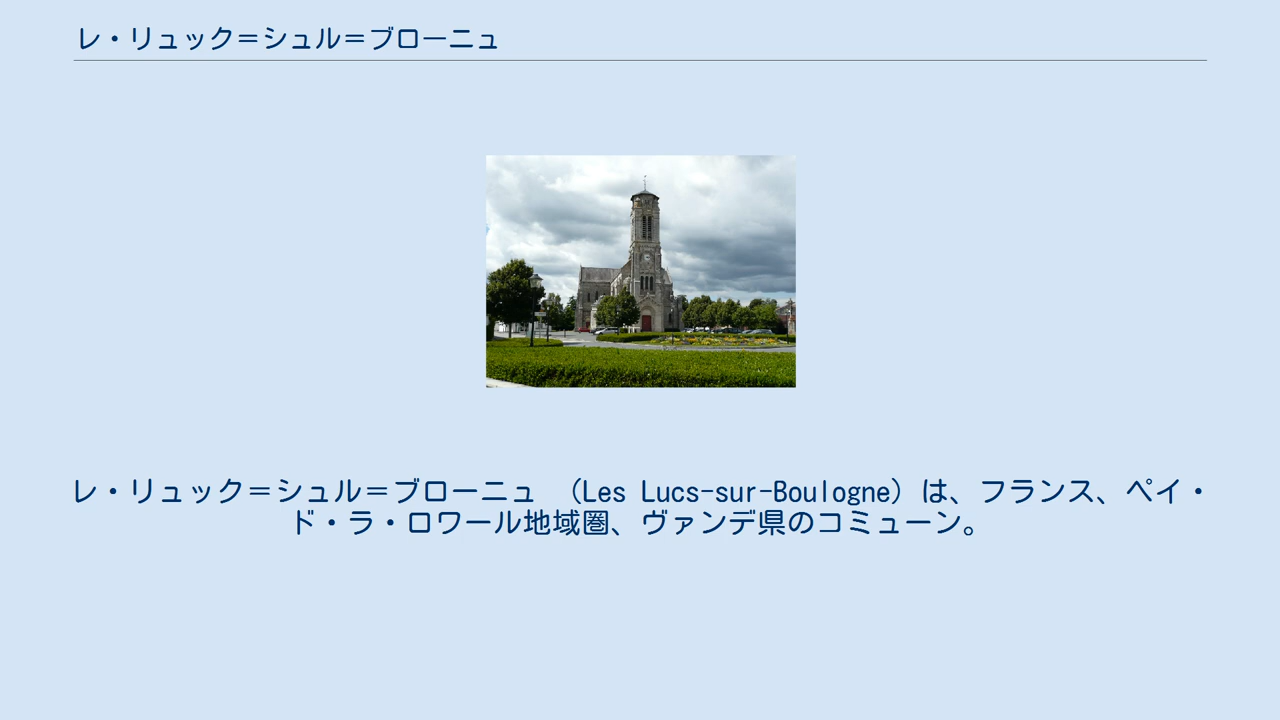 レ・リュック＝シュル＝ブローニュ
レ・リュック＝シュル＝ブローニュ （Les Lucs-sur-Boulogne）は、フランス、ペイ・
ド・ラ・ロワール地域圏、ヴァンデ県のコミューン。